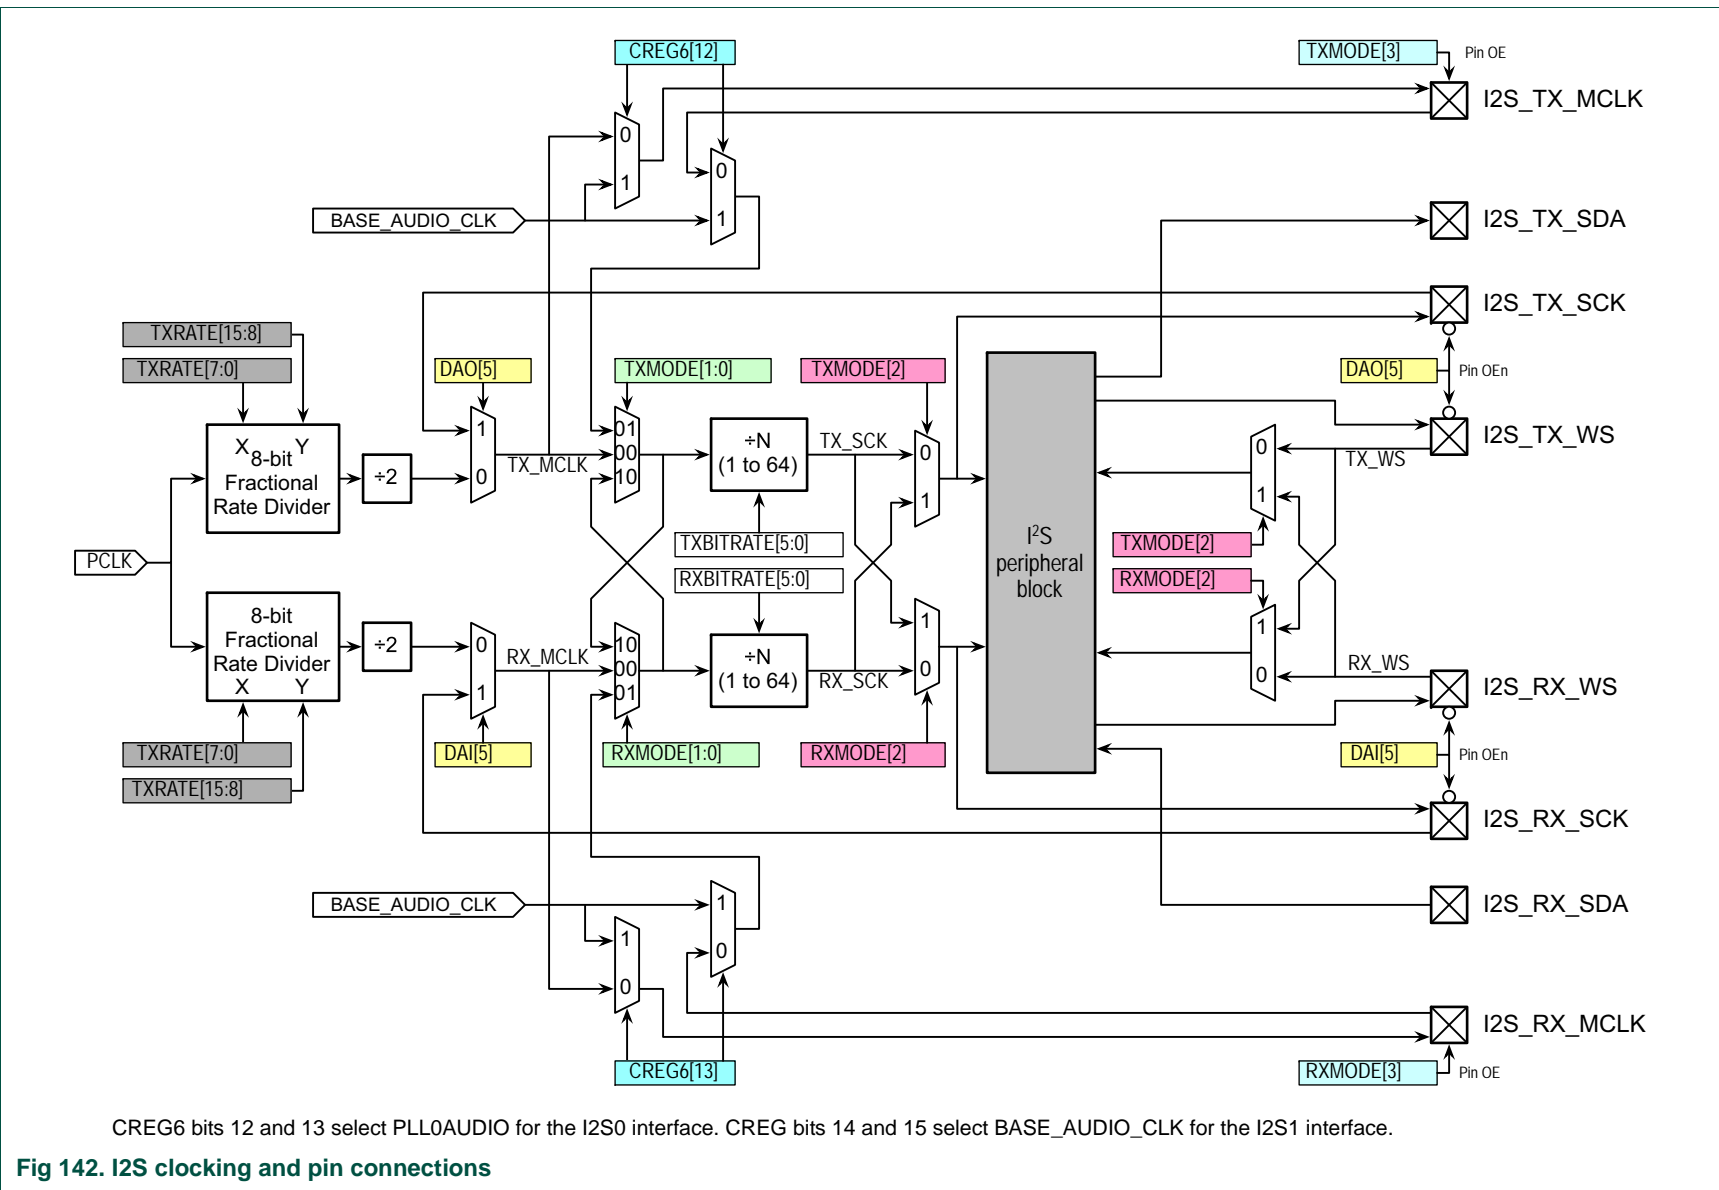 CREG6[12]
TXMODE[3]
Pin OE
I2S_TX_MCLK
0
1
0
1
BASE_AUDIO_CLK
I2S_TX_SDA
I2S_TX_SCK
TXRATE[15:8]
TXRATE[7:0]
DAO[5]
TXMODE[1:0]
TXMODE[2]
DAO[5]
Pin OEn
X Y
8-bit
Fractional
Rate Divider
÷2
1
0
TX_MCLK
01
00
10
÷N
(1 to 64)
TX_SCK
0
1
0
1
TX_WS
I2S_TX_WS
PCLK
TXBITRATE[5:0]
RXBITRATE[5:0]
I2S
peripheral
block
TXMODE[2]
RXMODE[2]
8-bit
Fractional
Rate Divider
X Y
÷2
0
1
RX_MCLK
10
00
01
÷N
(1 to 64)
RX_SCK
1
0
1
0
RX_WS
I2S_RX_WS
TXRATE[7:0]
TXRATE[15:8]
DAI[5]
RXMODE[1:0]
RXMODE[2]
DAI[5]
Pin OEn
I2S_RX_SCK
BASE_AUDIO_CLK
1
0
1
0
I2S_RX_SDA
I2S_RX_MCLK
CREG6[13]
RXMODE[3]
Pin OE
CREG6 bits 12 and 13 select PLL0AUDIO for the I2S0 interface. CREG bits 14 and 15 select BASE_AUDIO_CLK for the I2S1 interface.
Fig 142. I2S clocking and pin connections